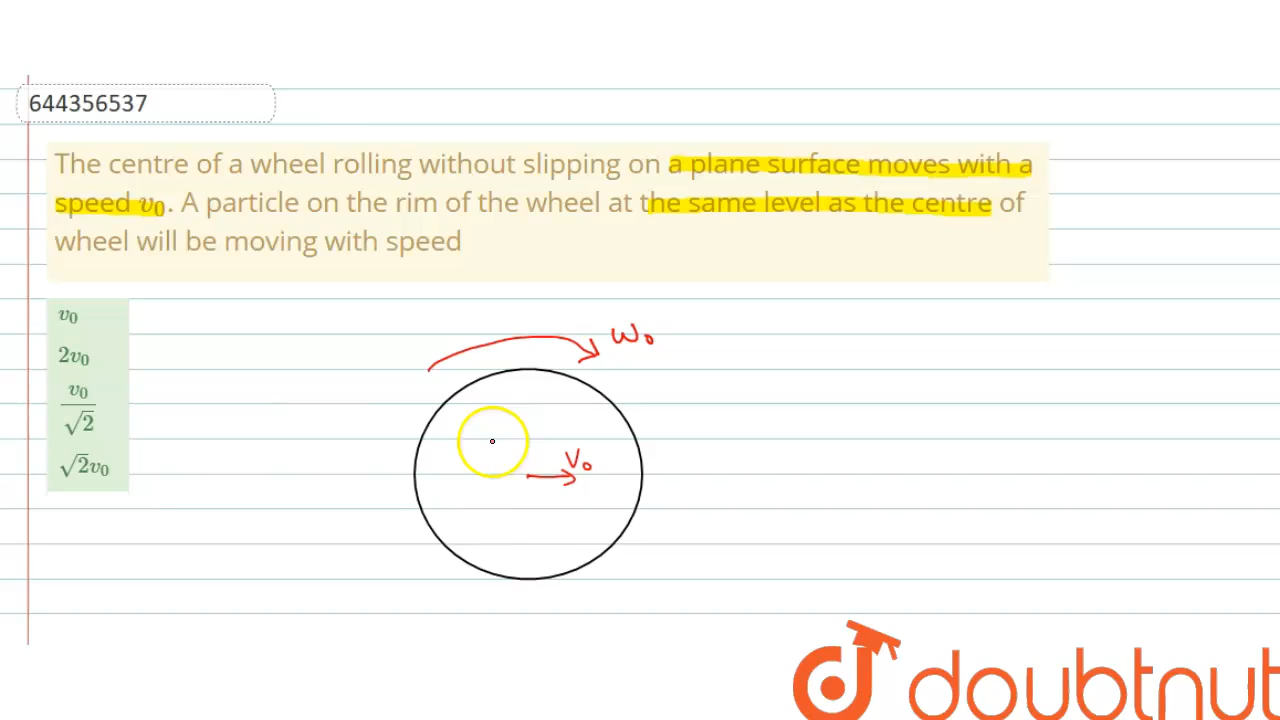 644356537
The centre of a wheel rolling without slipping on a plane surface moves with a
speed v₀. A particle on the rim of the wheel at the same level as the centre of
wheel will be moving with speed
v₀
2v₀
v₀/√2
√2v₀
ω₀
v₀
doubtnut